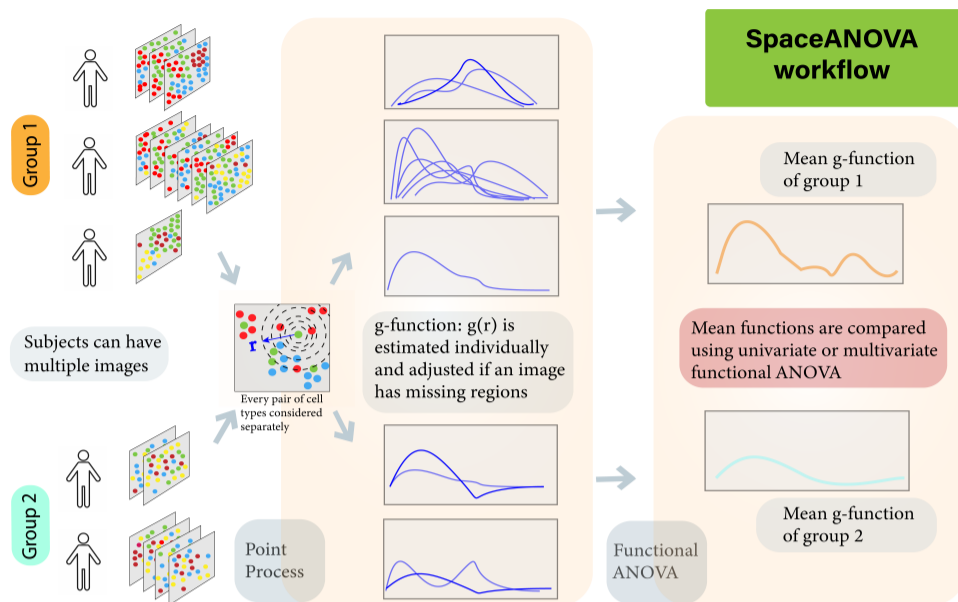 SpaceANOVA
workflow
Group 1
Subjects can have
multiple images
Group 2
r
Every pair of cell
types considered
separately
Point
Process
g-function: g(r) is
estimated individually
and adjusted if an image
has missing regions
Functional
ANOVA
Mean g-function
of group 1
Mean functions are compared
using univariate or multivariate
functional ANOVA
Mean g-function
of group 2